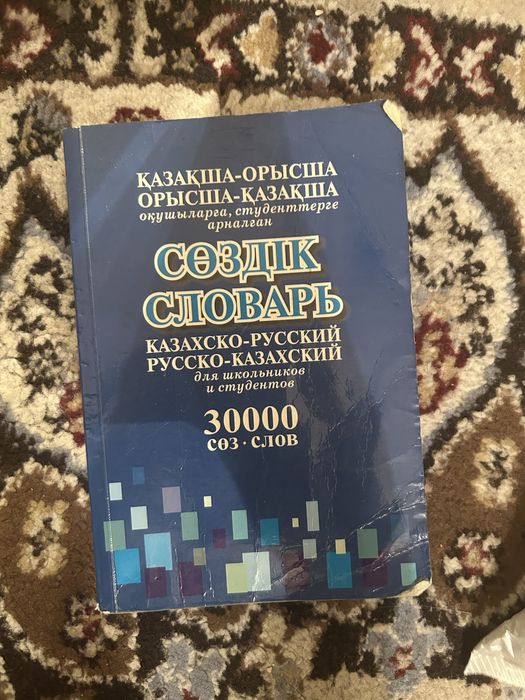 ҚАЗАҚША-ОРЫСША
ОРЫСША-ҚАЗАҚША
оқушыларға, студенттерге
арналған
СӨЗДІК
СЛОВАРЬ
КАЗАХСКО-РУССКИЙ
РУССКО-КАЗАХСКИЙ
для школьников
и студентов
30000
сөз · слов